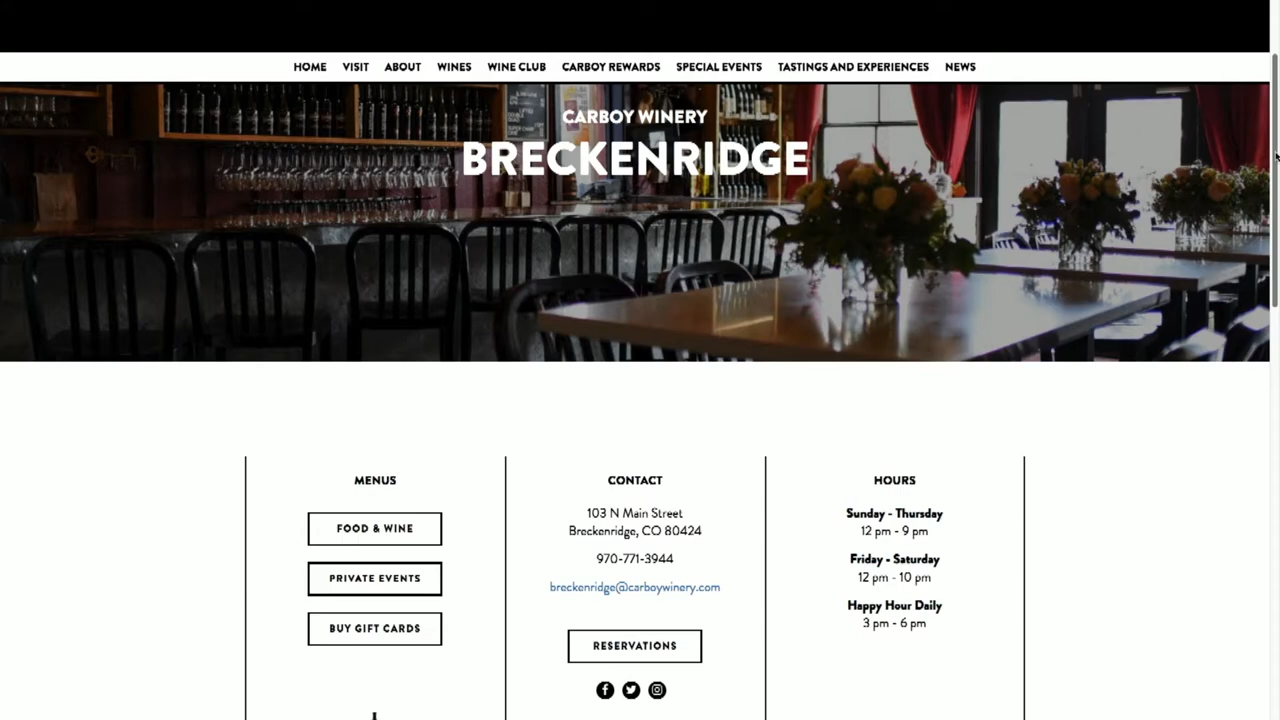 HOME VISIT ABOUT WINES WINE CLUB CARBOY REWARDS SPECIAL EVENTS TASTINGS AND EXPERIENCES NEWS
CARBOY WINERY
BRECKENRIDGE
MENUS
FOOD & WINE
PRIVATE EVENTS
BUY GIFT CARDS
CONTACT
103 N Main Street
Breckenridge, CO 80424
970-771-3944
breckenridge@carboywinery.com
RESERVATIONS
HOURS
Sunday - Thursday
12 pm - 9 pm
Friday - Saturday
12 pm - 10 pm
Happy Hour Daily
3 pm - 6 pm